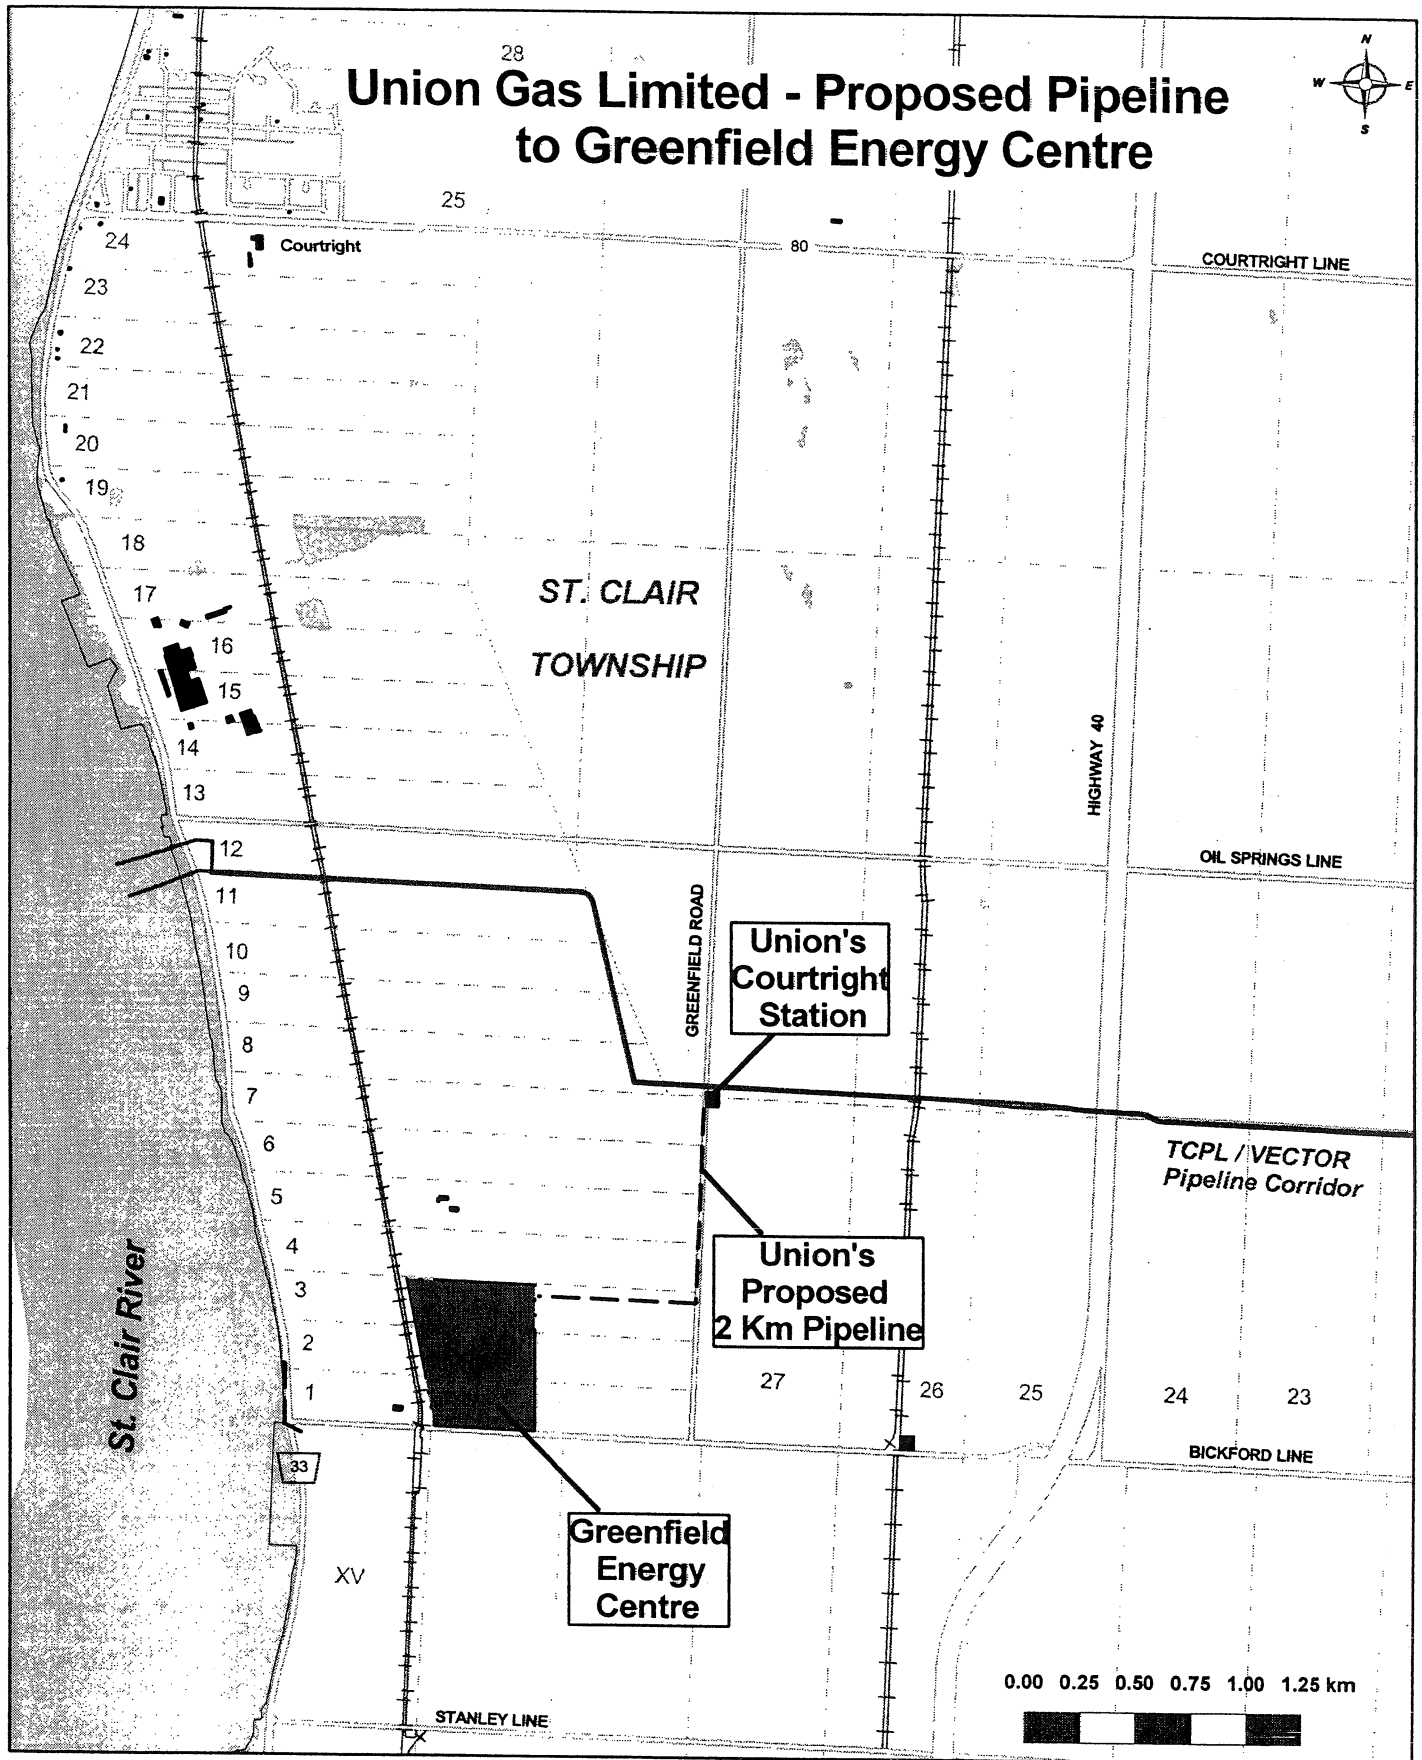 28
N
W E
S
Union Gas Limited - Proposed Pipeline
to Greenfield Energy Centre
25
24
Courtright
80
COURTRIGHT LINE
23
22
21
20
19
18
17
ST. CLAIR
TOWNSHIP
16
15
14
13
HIGHWAY 40
12
OIL SPRINGS LINE
11
GREENFIELD ROAD
10
9
8
7
6
5
4
3
2
1
Union's
Courtright
Station
TCPL / VECTOR
Pipeline Corridor
Union's
Proposed
2 Km Pipeline
St. Clair River
27
26
25
24
23
BICKFORD LINE
33
Greenfield
Energy
Centre
XV
STANLEY LINE
0.00 0.25 0.50 0.75 1.00 1.25 km